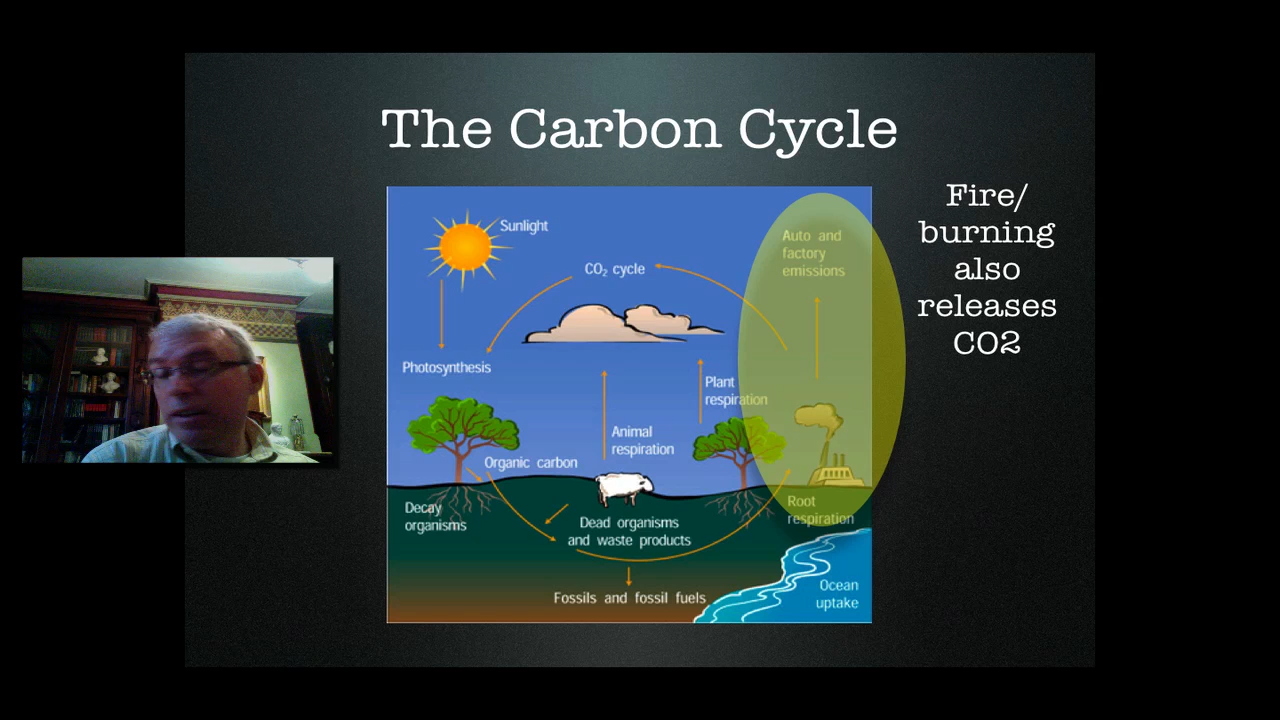 The Carbon Cycle
Fire/
burning
also
releases
CO2
Sunlight
Auto and
factory
emissions
CO₂ cycle
Photosynthesis
Plant
respiration
Animal
respiration
Organic carbon
Decay
organisms
Dead organisms
and waste products
Root
respiration
Fossils and fossil fuels
Ocean
uptake